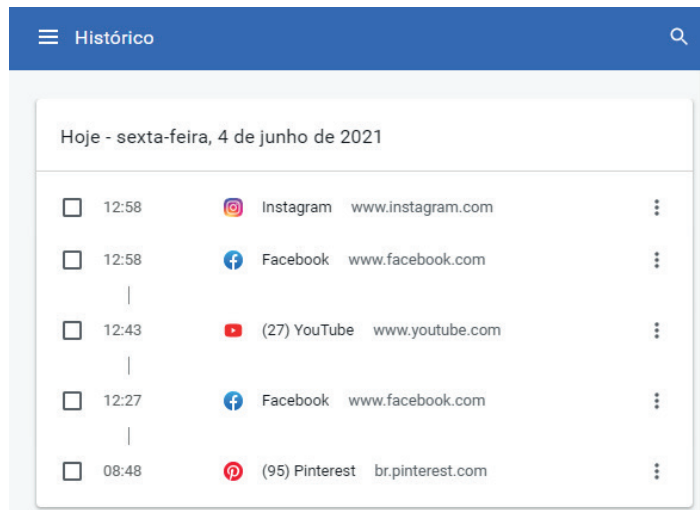 Histórico
Hoje - sexta-feira, 4 de junho de 2021
12:58 Instagram www.instagram.com
12:58 Facebook www.facebook.com
12:43 (27) YouTube www.youtube.com
12:27 Facebook www.facebook.com
08:48 (95) Pinterest br.pinterest.com